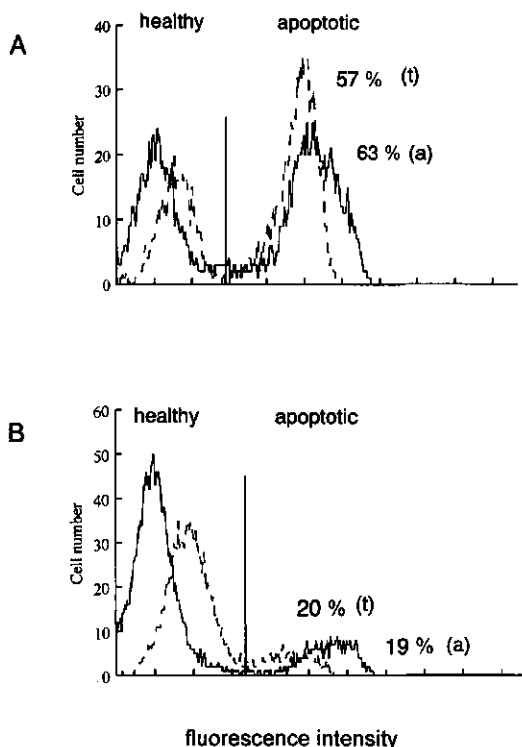 A
healthy apoptotic
40
57 % (t)
30
63 % (a)
20
10
0
Cell number
B
60
healthy apoptotic
50
40
30
20
20 % (t)
10
19 % (a)
0
Cell number
fluorescence intensity